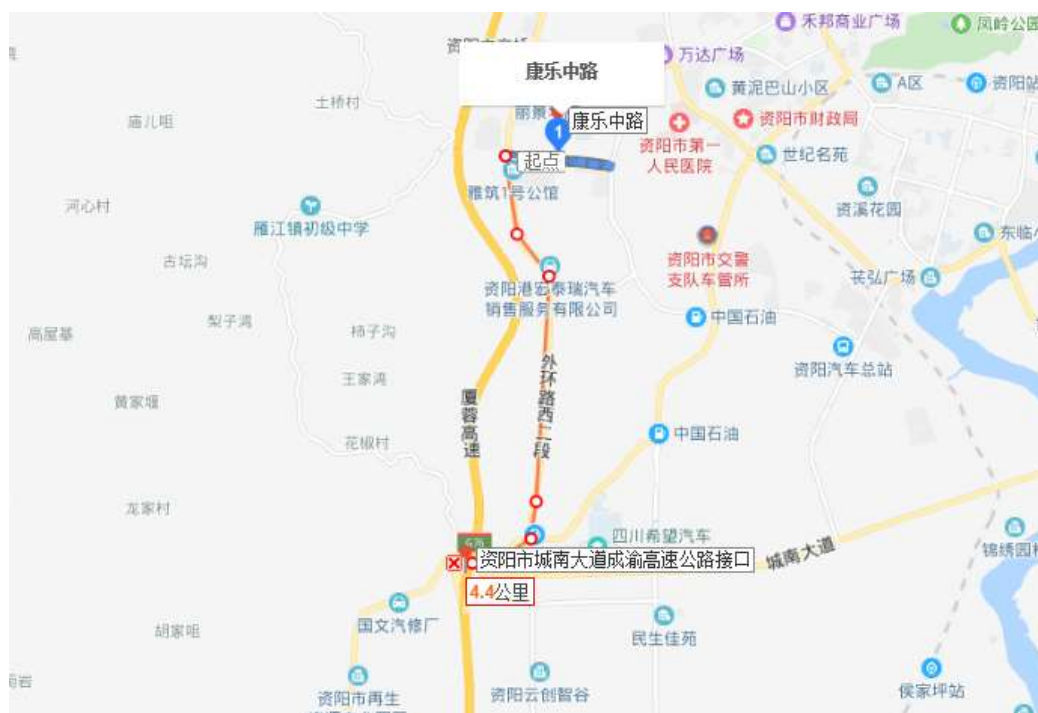 禾邦商业广场
凤岭公园
万达广场
康乐中路
黄泥巴山小区
A区
资阳站
土桥村
丽景
康乐中路
庙儿咀
1
资阳市财政局
资阳市第一
人民医院
世纪名苑
起点
雅筑1号公馆
资溪花园
河心村
雁江镇初级中学
东临小
古坛沟
资阳市交警
支队车管所
苌弘广场
资阳港宏泰瑞汽车
销售服务有限公司
中国石油
梨子湾
高屋基
柿子沟
资阳汽车总站
外环路西二段
王家湾
黄家堰
厦蓉高速
花椒村
中国石油
龙家村
四川希望汽车
G76
资阳市城南大道成渝高速公路接口
城南大道
锦绣园
4.4公里
国文汽修厂
胡家咀
民生佳苑
资阳市再生
资阳云创智谷
侯家坪站